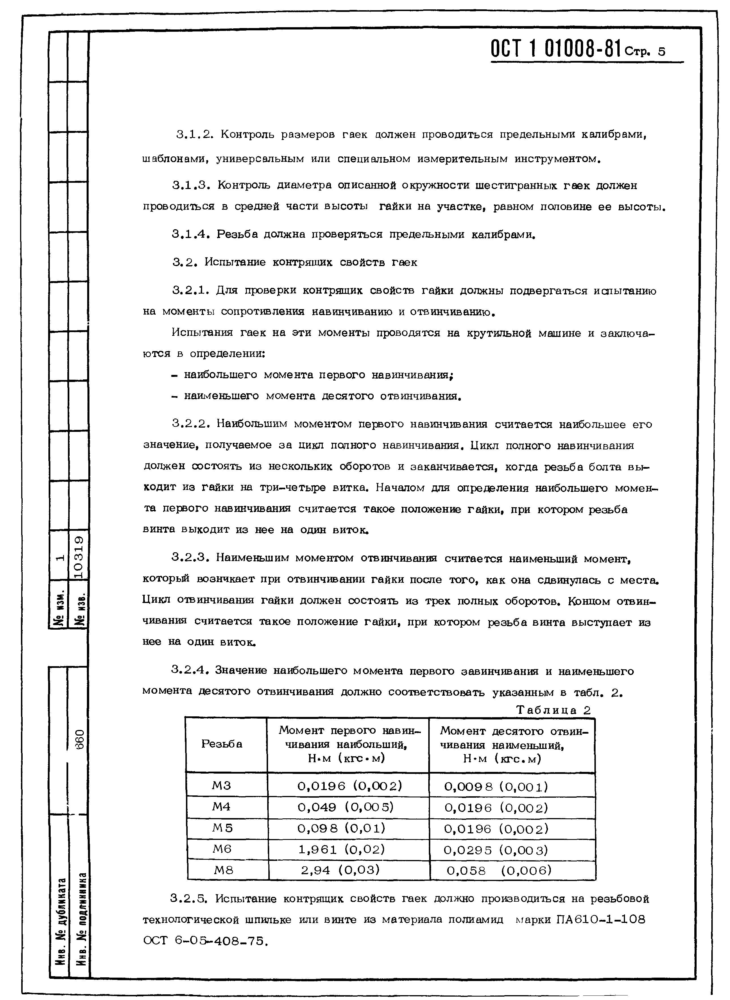 ОСТ 1 01008-81 Стр. 5
3.1.2. Контроль размеров гаек должен проводиться предельными калибрами,
шаблонами, универсальным или специальном измерительным инструментом.
3.1.3. Контроль диаметра описанной окружности шестигранных гаек должен
проводиться в средней части высоты гайки на участке, равном половине ее высоты.
3.1.4. Резьба должна проверяться предельными калибрами.
3.2. Испытание контрящих свойств гаек
3.2.1. Для проверки контрящих свойств гайки должны подвергаться испытанию
на моменты сопротивления навинчиванию и отвинчиванию.
Испытания гаек на эти моменты проводятся на крутильной машине и заключа-
ются в определении:
- наибольшего момента первого навинчивания;
- наименьшего момента десятого отвинчивания.
3.2.2. Наибольшим моментом первого навинчивания считается наибольшее его
значение, получаемое за цикл полного навинчивания. Цикл полного навинчивания
должен состоять из нескольких оборотов и заканчивается, когда резьба болта вы-
ходит из гайки на три-четыре витка. Началом для определения наибольшего момен-
та первого навинчивания считается такое положение гайки, при котором резьба
винта выходит из нее на один виток.
3.2.3. Наименьшим моментом отвинчивания считается наименьший момент,
который возникает при отвинчивании гайки после того, как она сдвинулась с места.
Цикл отвинчивания гайки должен состоять из трех полных оборотов. Концом отвин-
чивания считается такое положение гайки, при котором резьба винта выступает из
нее на один виток.
3.2.4. Значение наибольшего момента первого завинчивания и наименьшего
момента десятого отвинчивания должно соответствовать указанным в табл. 2.
Таблица 2
Резьба
Момент первого навин-
чивания наибольший,
Н·м (кгс·м)
Момент десятого отвин-
чивания наименьший,
Н·м (кгс.м)
М3 0,0196 (0,002) 0,0098 (0,001)
М4 0,049 (0,005) 0,0196 (0,002)
М5 0,098 (0,01) 0,0196 (0,002)
М6 1,961 (0,02) 0,0295 (0,003)
М8 2,94 (0,03) 0,058 (0,006)
3.2.5. Испытание контрящих свойств гаек должно производиться на резьбовой
технологической шпильке или винте из материала полиамид марки ПА610-1-108
ОСТ 6-05-408-75.
№ изм. 1
№ изв. 10319
Инв. № дубликата
Инв. № подлинника 660